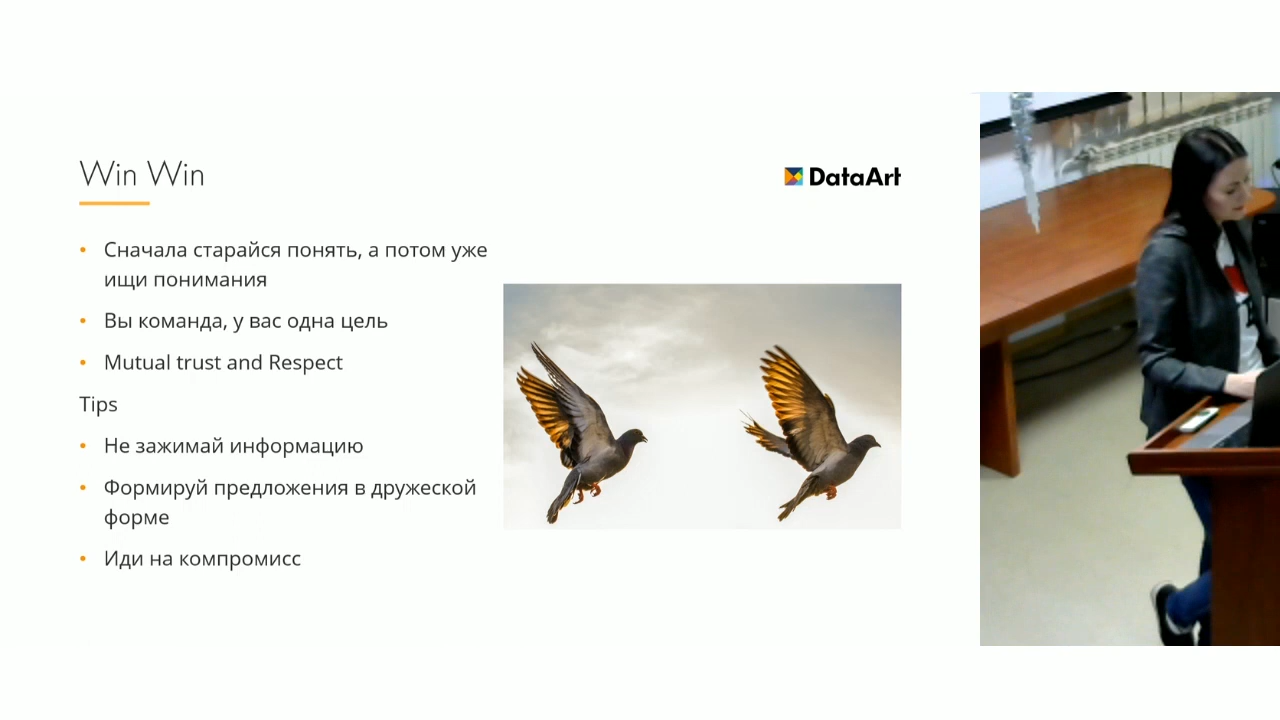 Win Win
DataArt
• Сначала старайся понять, а потом уже
ищи понимания
• Вы команда, у вас одна цель
• Mutual trust and Respect
Tips
• Не зажимай информацию
• Формируй предложения в дружеской
форме
• Иди на компромисс